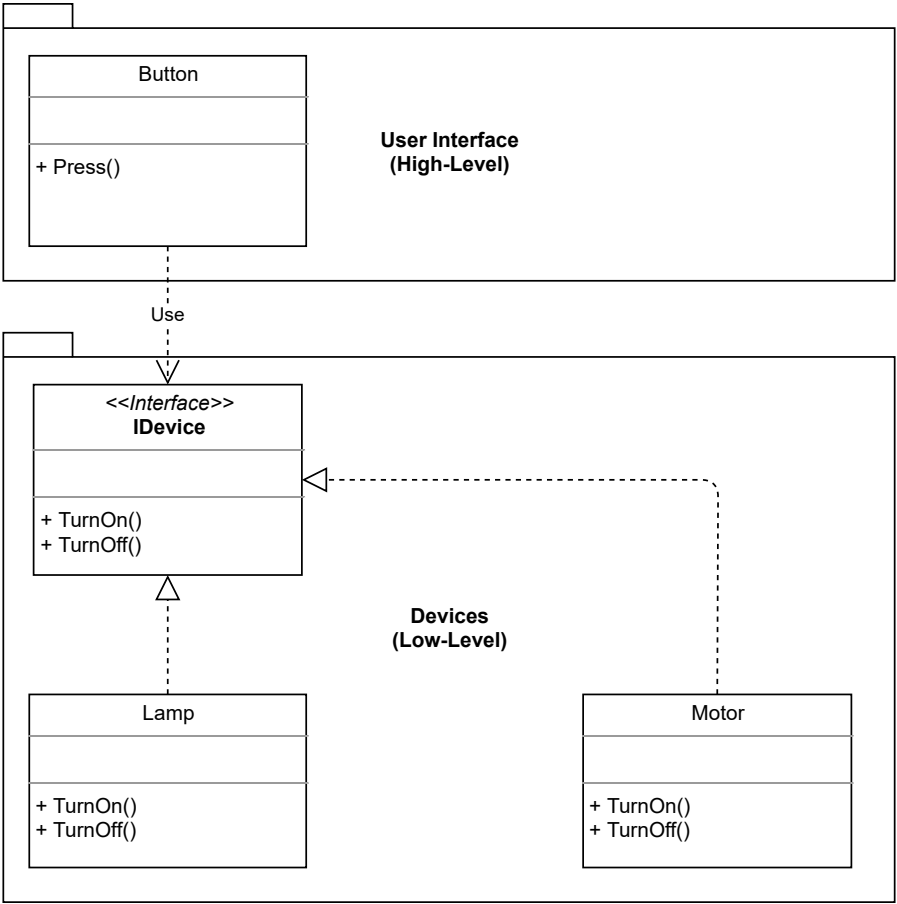 Button
+ Press()
User Interface
(High-Level)
Use
<<Interface>>
IDevice
+ TurnOn()
+ TurnOff()
Devices
(Low-Level)
Lamp
+ TurnOn()
+ TurnOff()
Motor
+ TurnOn()
+ TurnOff()